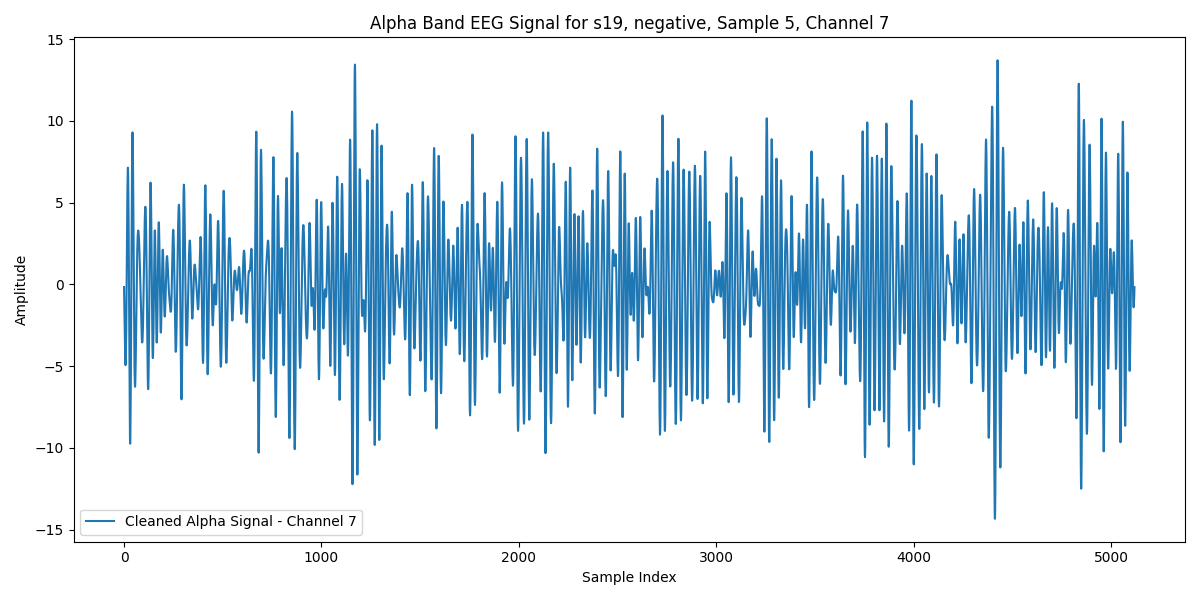 Alpha Band EEG Signal for s19, negative, Sample 5, Channel 7
15
10
5
0
−5
−10
−15
Amplitude
Cleaned Alpha Signal - Channel 7
0 1000 2000 3000 4000 5000
Sample Index